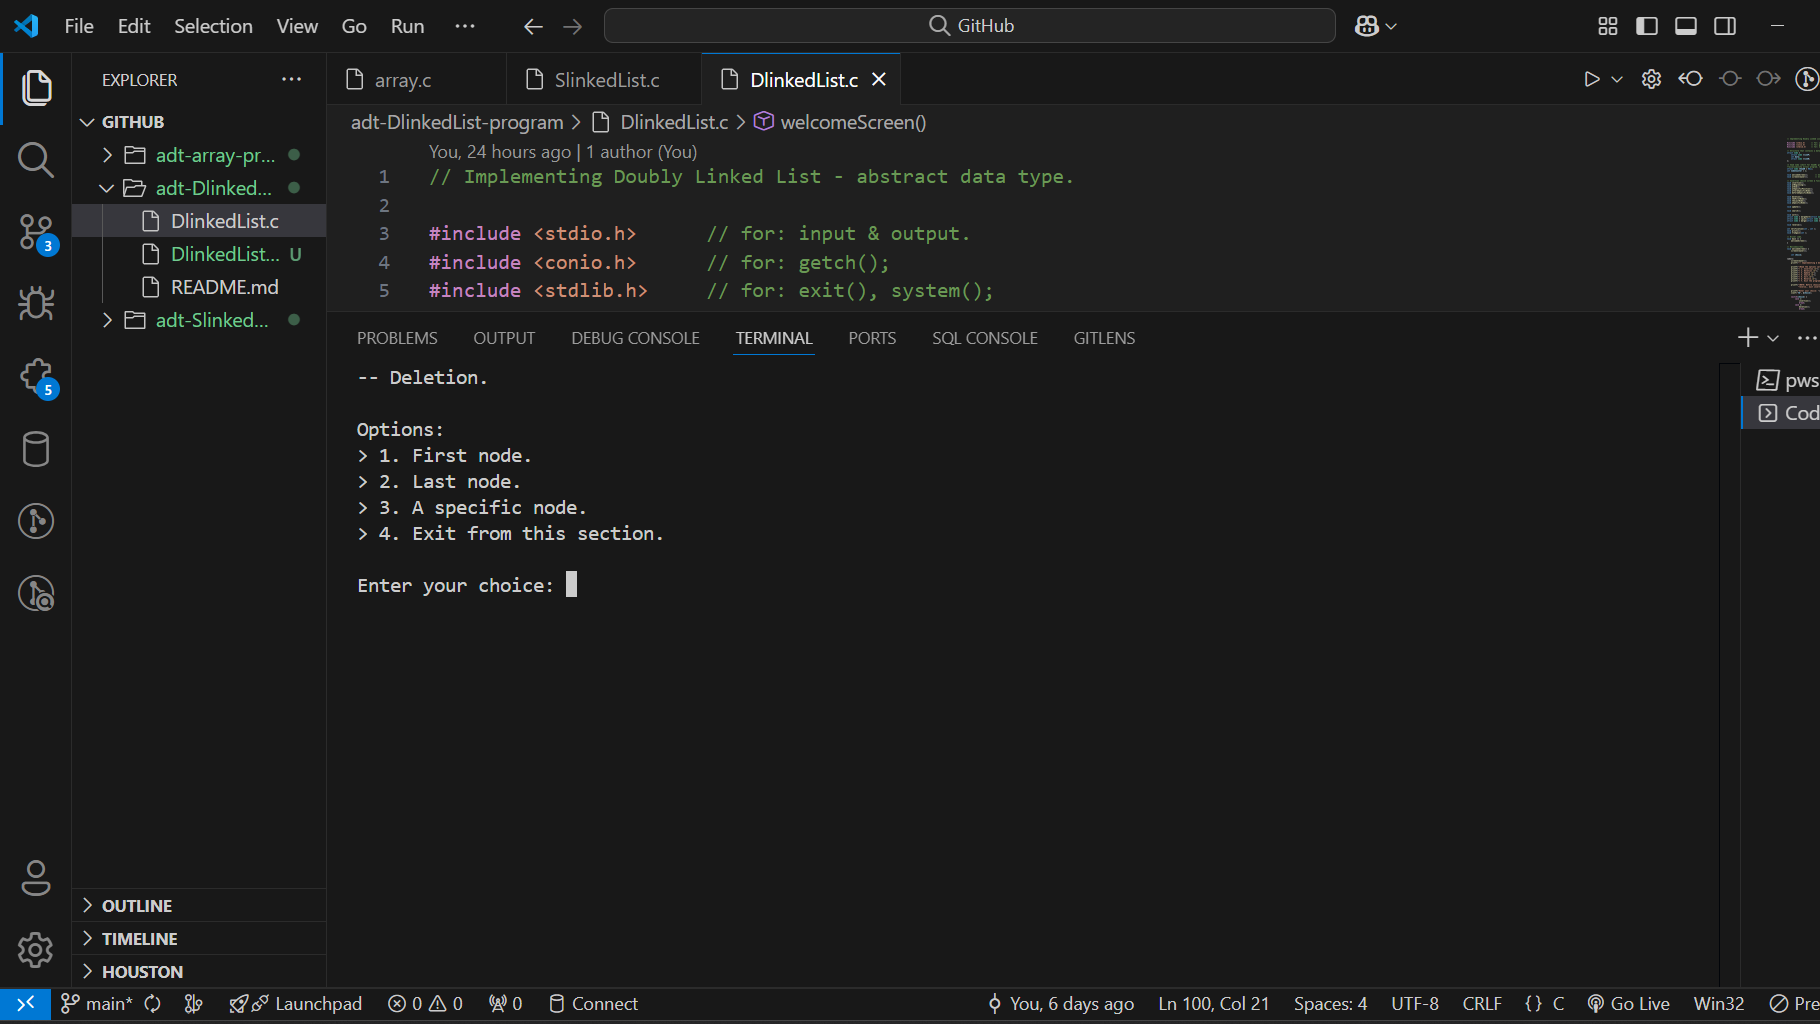 File Edit Selection View Go Run ··· GitHub
EXPLORER ···
GITHUB
adt-array-pr...
adt-Dlinked...
DlinkedList.c
DlinkedList... U
README.md
adt-Slinked...
3
5
OUTLINE
TIMELINE
HOUSTON
array.c SlinkedList.c DlinkedList.c
adt-DlinkedList-program > DlinkedList.c > welcomeScreen()
You, 24 hours ago | 1 author (You)
1 // Implementing Doubly Linked List - abstract data type.
2
3 #include <stdio.h> // for: input & output.
4 #include <conio.h> // for: getch();
5 #include <stdlib.h> // for: exit(), system();
PROBLEMS OUTPUT DEBUG CONSOLE TERMINAL PORTS SQL CONSOLE GITLENS
-- Deletion.
Options:
> 1. First node.
> 2. Last node.
> 3. A specific node.
> 4. Exit from this section.
Enter your choice:
pws
Cod
main* Launchpad 0 0 0 Connect You, 6 days ago Ln 100, Col 21 Spaces: 4 UTF-8 CRLF {} C Go Live Win32 Pre